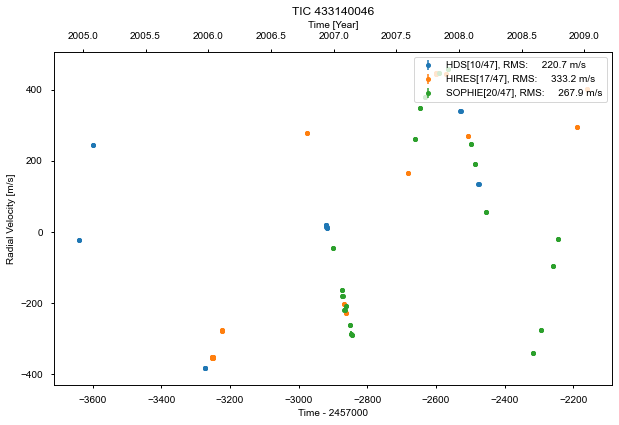 TIC 433140046
Time [Year]
2005.0 2005.5 2006.0 2006.5 2007.0 2007.5 2008.0 2008.5 2009.0
HDS[10/47], RMS: 220.7 m/s
HIRES[17/47], RMS: 333.2 m/s
SOPHIE[20/47], RMS: 267.9 m/s
Radial Velocity [m/s]
400
200
0
−200
−400
−3600 −3400 −3200 −3000 −2800 −2600 −2400 −2200
Time - 2457000